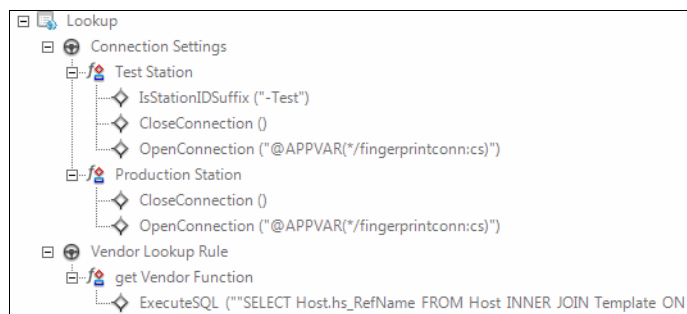 Lookup
Connection Settings
Test Station
IsStationIDSuffix ("-Test")
CloseConnection ()
OpenConnection ("@APPVAR(*/fingerprintconn:cs)")
Production Station
CloseConnection ()
OpenConnection ("@APPVAR(*/fingerprintconn:cs)")
Vendor Lookup Rule
get Vendor Function
ExecuteSQL (""SELECT Host.hs_RefName FROM Host INNER JOIN Template ON